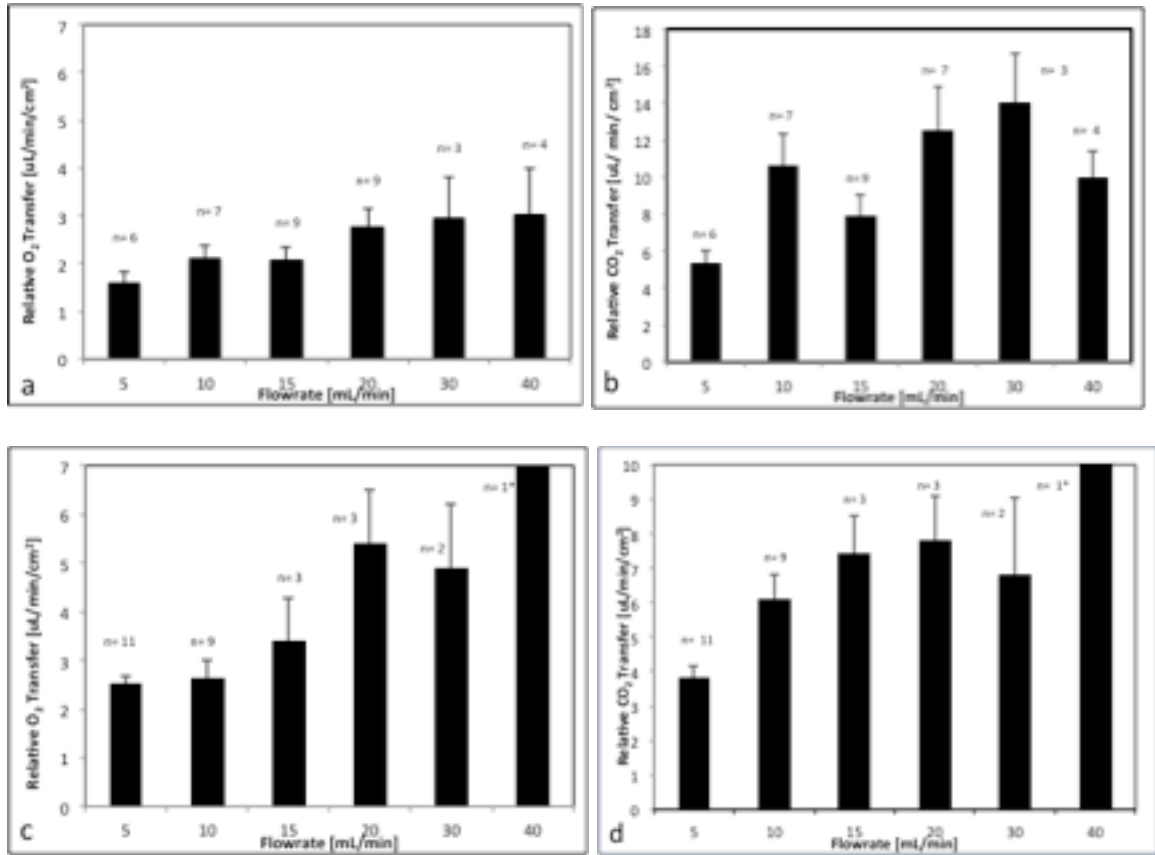 Relative O₂ Transfer [uL/min/cm²]
7
6
5
4
3
2
1
0
n= 6
n= 7
n= 9
n= 9
n= 3
n= 4
5 10 15 20 30 40
Flowrate [mL/min]
a
Relative CO₂ Transfer [uL/ min/ cm²]
18
16
14
12
10
8
6
4
2
0
n=6
n= 7
n=9
n= 7
n= 3
n= 4
5 10 15 20 30 40
Flowrate [mL/min]
b
Relative O₂ Transfer [uL/min/cm²]
7
6
5
4
3
2
1
0
n= 11
n= 9
n= 3
n= 3
n= 2
n= 1*
5 10 15 20 30 40
Flowrate [mL/min]
c
Relative CO₂ Transfer [uL/min/cm²]
10
9
8
7
6
5
4
3
2
1
0
n= 11
n= 9
n= 3
n= 3
n= 2
n= 1*
5 10 15 20 30 40
Flowrate [mL/min]
d